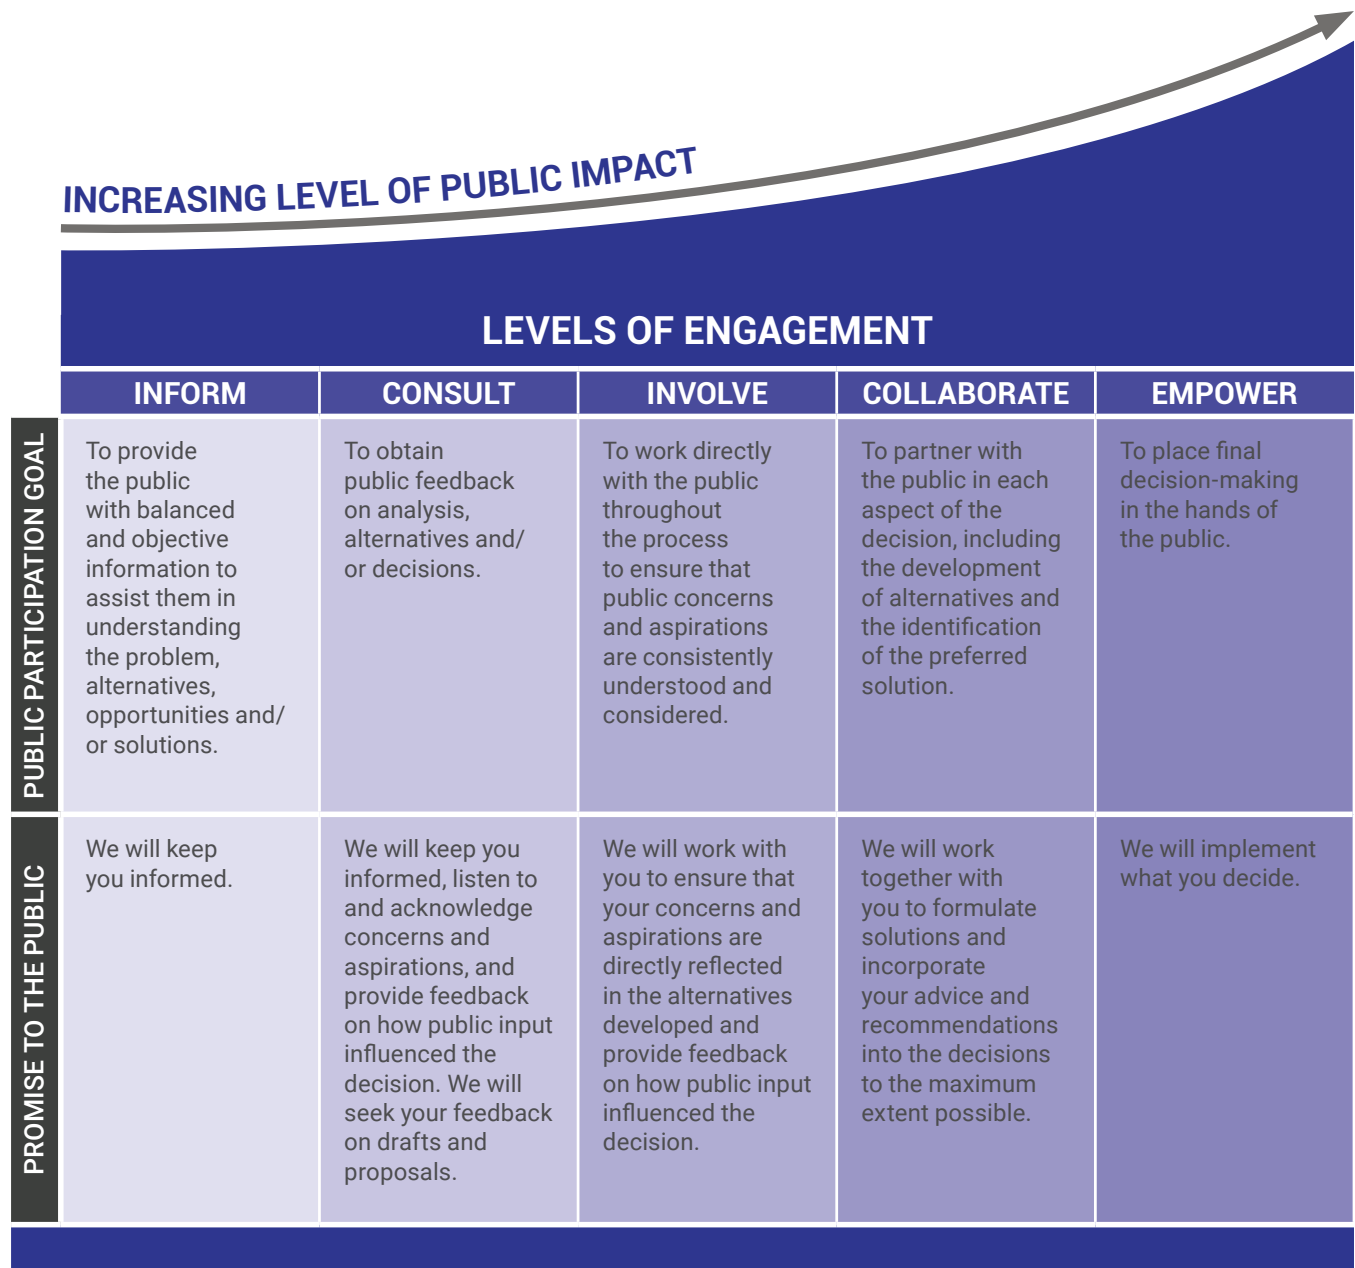 INCREASING LEVEL OF PUBLIC IMPACT
LEVELS OF ENGAGEMENT
INFORM
CONSULT
INVOLVE
COLLABORATE
EMPOWER
PUBLIC PARTICIPATION GOAL
To provide
the public
with balanced
and objective
information to
assist them in
understanding
the problem,
alternatives,
opportunities and/
or solutions.
To obtain
public feedback
on analysis,
alternatives and/
or decisions.
To work directly
with the public
throughout
the process
to ensure that
public concerns
and aspirations
are consistently
understood and
considered.
To partner with
the public in each
aspect of the
decision, including
the development
of alternatives and
the identification
of the preferred
solution.
To place final
decision-making
in the hands of
the public.
PROMISE TO THE PUBLIC
We will keep
you informed.
We will keep you
informed, listen to
and acknowledge
concerns and
aspirations, and
provide feedback
on how public input
influenced the
decision. We will
seek your feedback
on drafts and
proposals.
We will work with
you to ensure that
your concerns and
aspirations are
directly reflected
in the alternatives
developed and
provide feedback
on how public input
influenced the
decision.
We will work
together with
you to formulate
solutions and
incorporate
your advice and
recommendations
into the decisions
to the maximum
extent possible.
We will implement
what you decide.